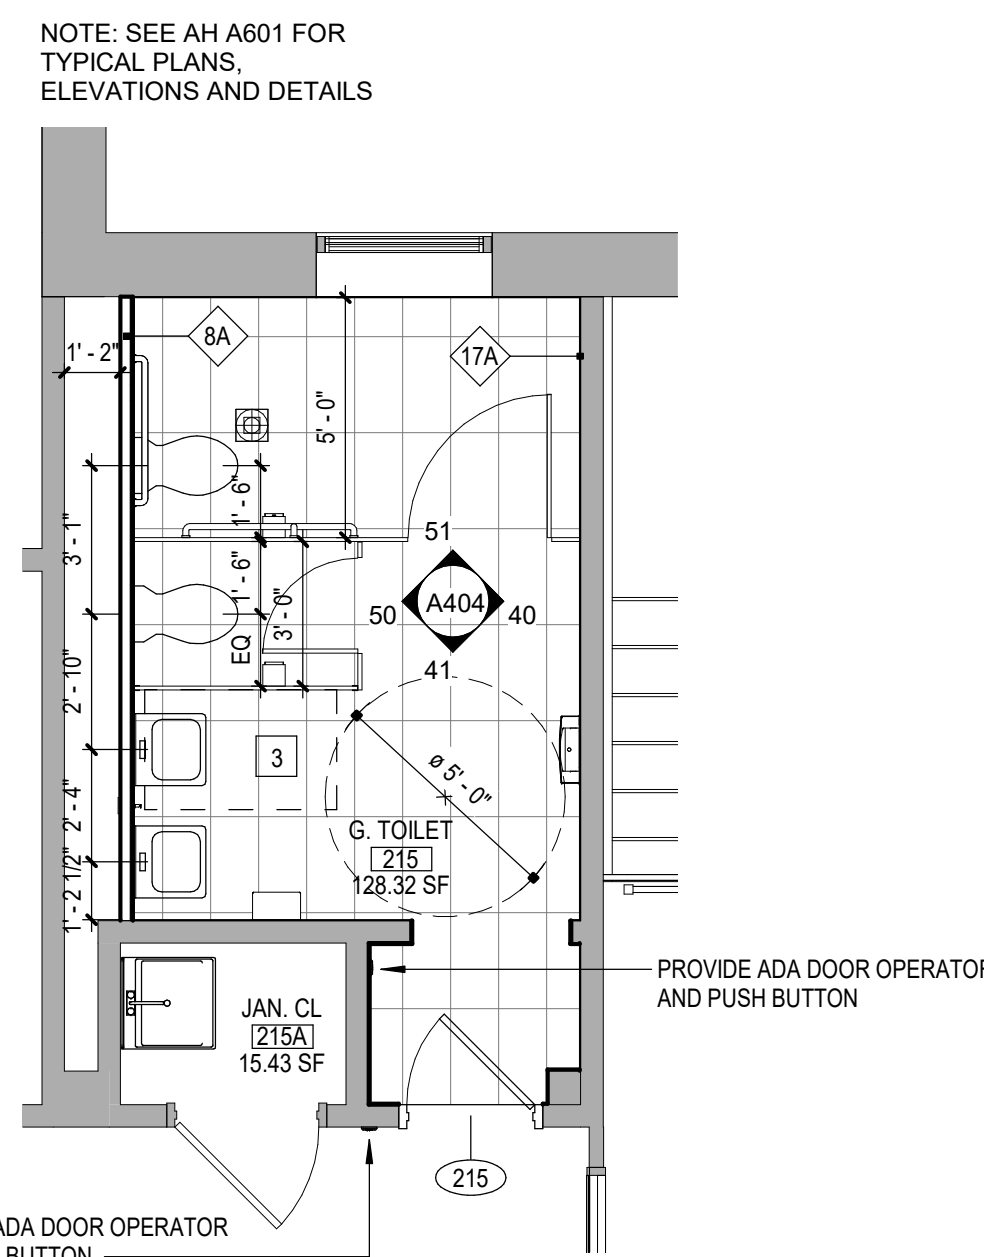 NOTE: SEE AH A601 FOR
TYPICAL PLANS,
ELEVATIONS AND DETAILS
8A
17A
1' - 2"
5' - 0"
1' - 6"
3' - 1"
51
1' - 6"
3' - 0"
50
A404
40
EQ
41
2' - 10"
3
ø 5' - 0"
2' - 4"
G. TOILET
215
128.32 SF
1' - 2 1/2"
PROVIDE ADA DOOR OPERATOR
AND PUSH BUTTON
JAN. CL
215A
15.43 SF
215
ADA DOOR OPERATOR
BUTTON